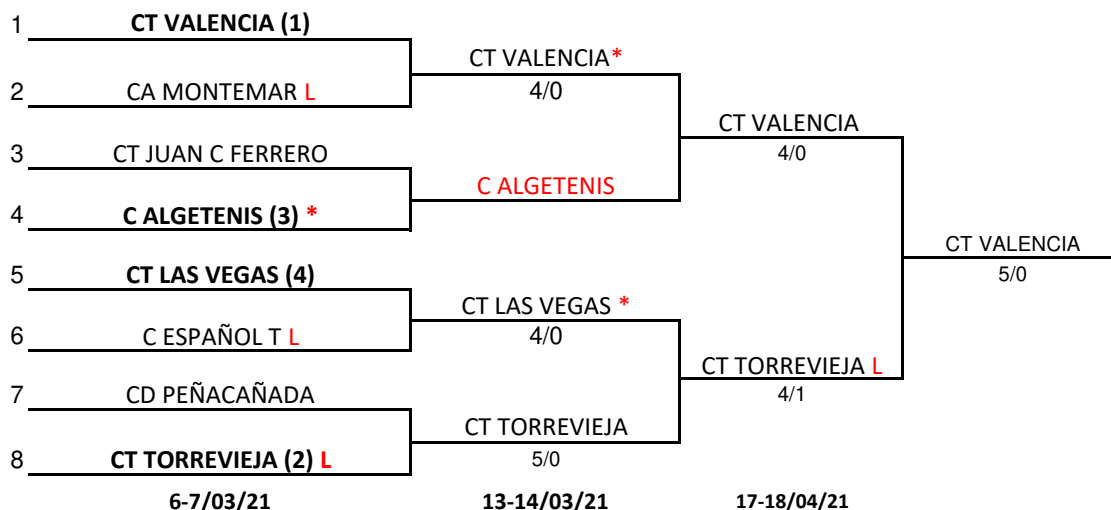 1 CT VALENCIA (1)
2 CA MONTEMAR L
3 CT JUAN C FERRERO
4 C ALGETENIS (3) *
5 CT LAS VEGAS (4)
6 C ESPAÑOL T L
7 CD PEÑACAÑADA
8 CT TORREVIEJA (2) L
6-7/03/21
CT VALENCIA*
4/0
C ALGETENIS
CT LAS VEGAS *
4/0
CT TORREVIEJA
5/0
13-14/03/21
CT VALENCIA
4/0
CT TORREVIEJA L
4/1
17-18/04/21
CT VALENCIA
5/0